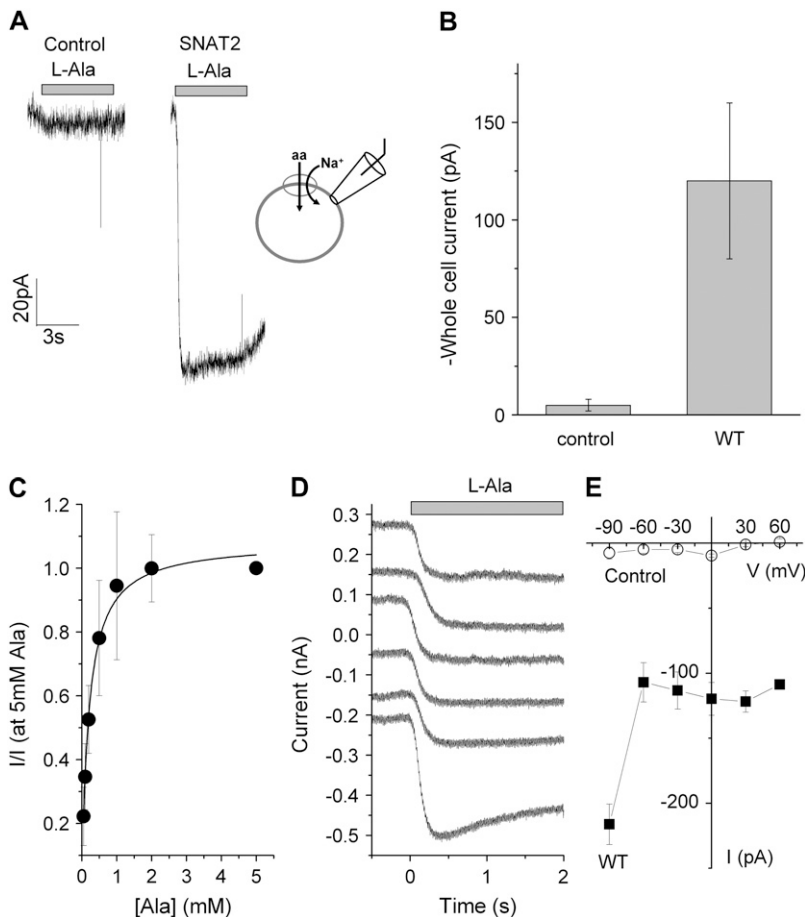 A
Control
L-Ala
SNAT2
L-Ala
aa
Na⁺
20pA
3s
B
-Whole cell current (pA)
150
100
50
0
control
WT
C
I/I (at 5mM Ala)
1.2
1.0
0.8
0.6
0.4
0.2
0 1 2 3 4 5
[Ala] (mM)
D
L-Ala
Current (nA)
0.3
0.2
0.1
0.0
-0.1
-0.2
-0.3
-0.4
-0.5
0 1 2
Time (s)
E
-90 -60 -30 30 60
Control
V (mV)
-100
-200
WT
I (pA)